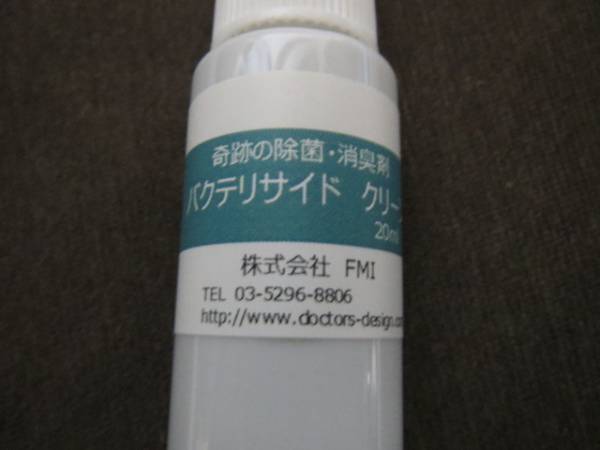 奇跡の除菌・消臭剤
バクテリサイド クリー
20ml
株式会社 FMI
TEL 03-5296-8806
http://www.doctors-design.co